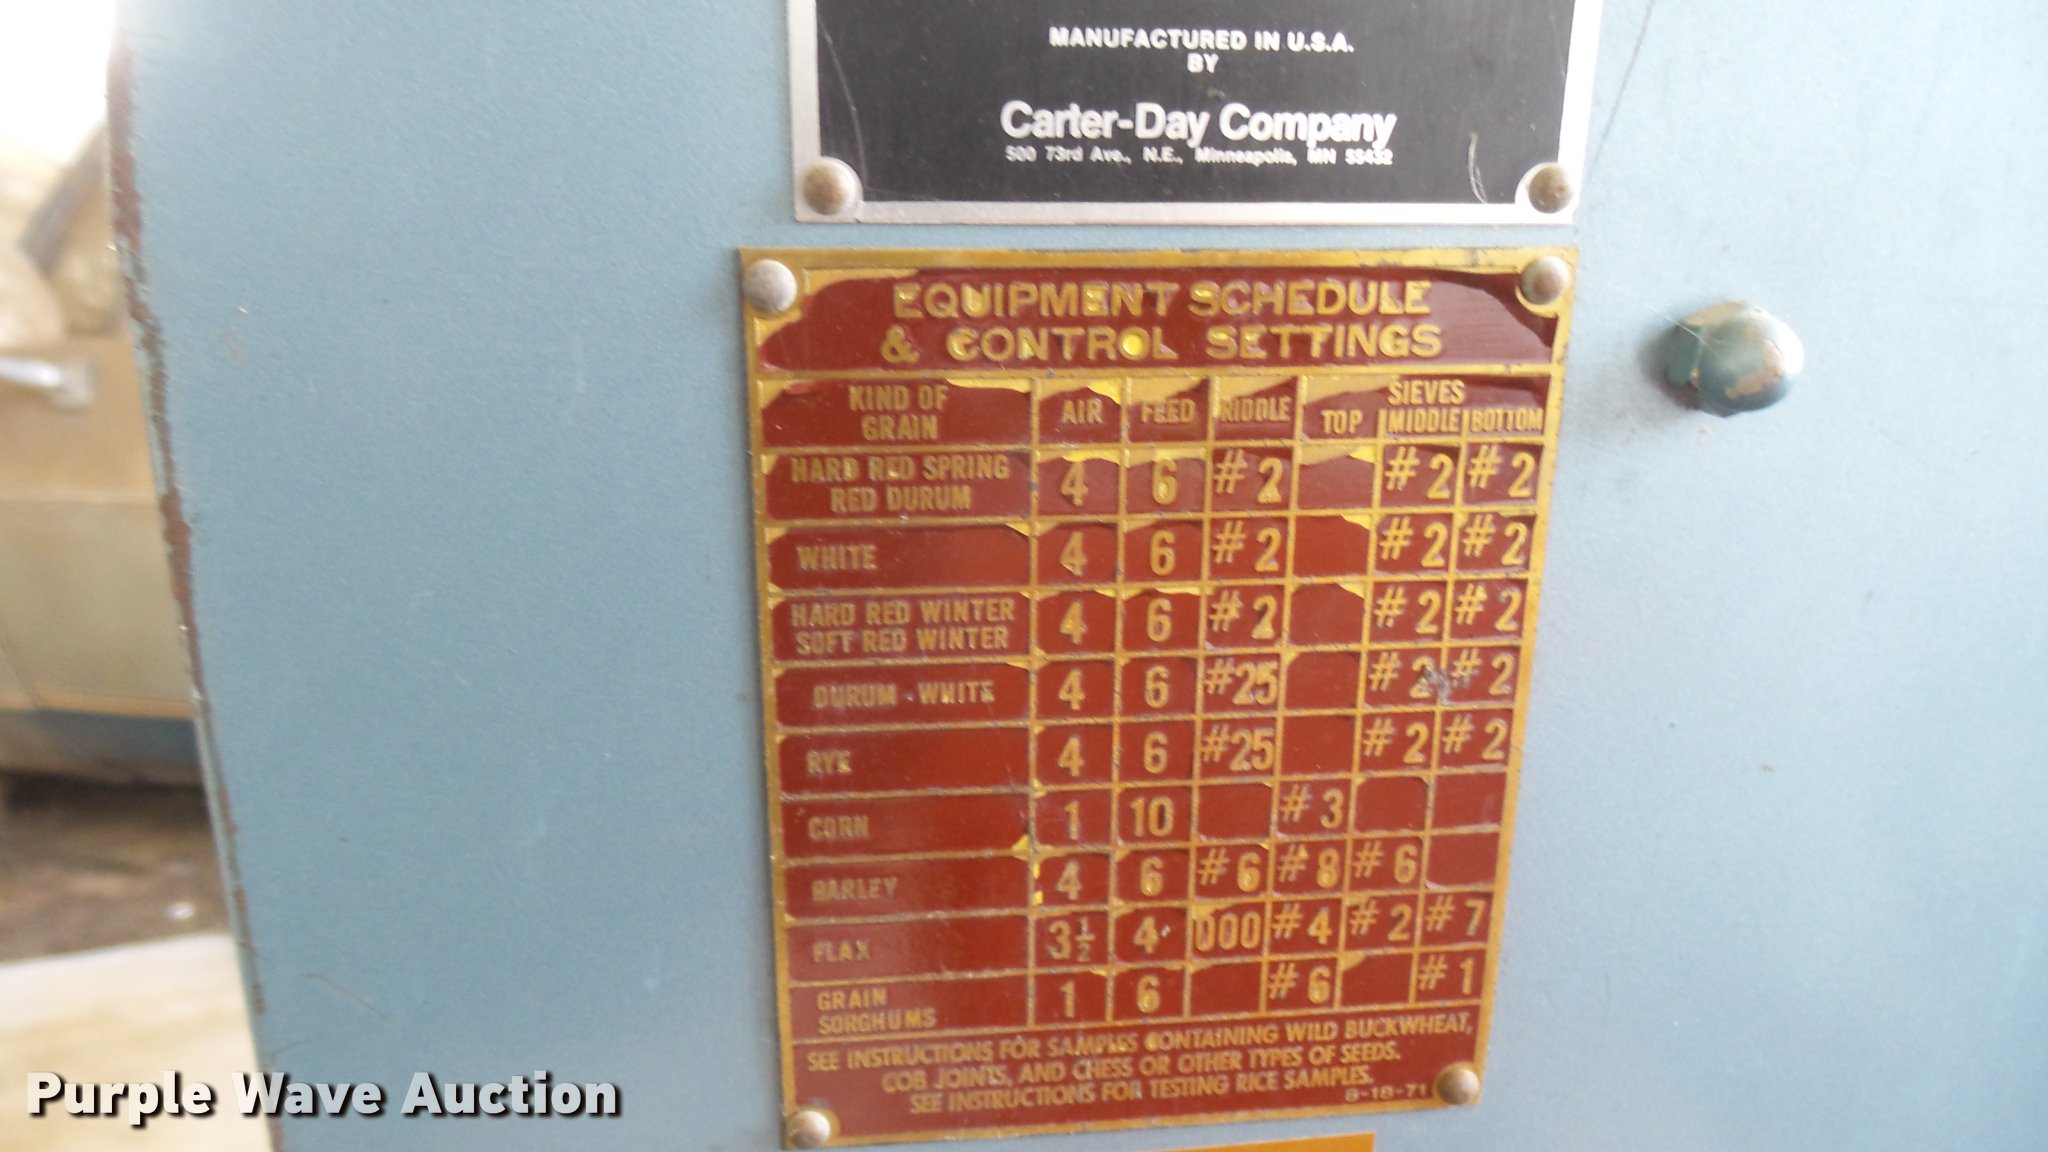 MANUFACTURED IN U.S.A.
BY
Carter-Day Company
500 73rd Ave., N.E., Minneapolis, MN 55432
EQUIPMENT SCHEDULE
& CONTROL SETTINGS
KIND OF GRAIN AIR FEED RIDDLE SIEVES TOP MIDDLE BOTTOM
HARD RED SPRING
RED DURUM 4 6 #2 #2 #2
WHITE 4 6 #2 #2 #2
HARD RED WINTER
SOFT RED WINTER 4 6 #2 #2 #2
DURUM - WHITE 4 6 #25 #2 #2
RYE 4 6 #25 #2 #2
CORN 1 10 #3
BARLEY 4 6 #6 #8 #6
FLAX 3½ 4 000 #4 #2 #7
GRAIN
SORGHUMS 1 6 #6 #1
SEE INSTRUCTIONS FOR SAMPLES CONTAINING WILD BUCKWHEAT,
COB JOINTS, AND CHESS OR OTHER TYPES OF SEEDS.
SEE INSTRUCTIONS FOR TESTING RICE SAMPLES.
8-18-71
Purple Wave Auction